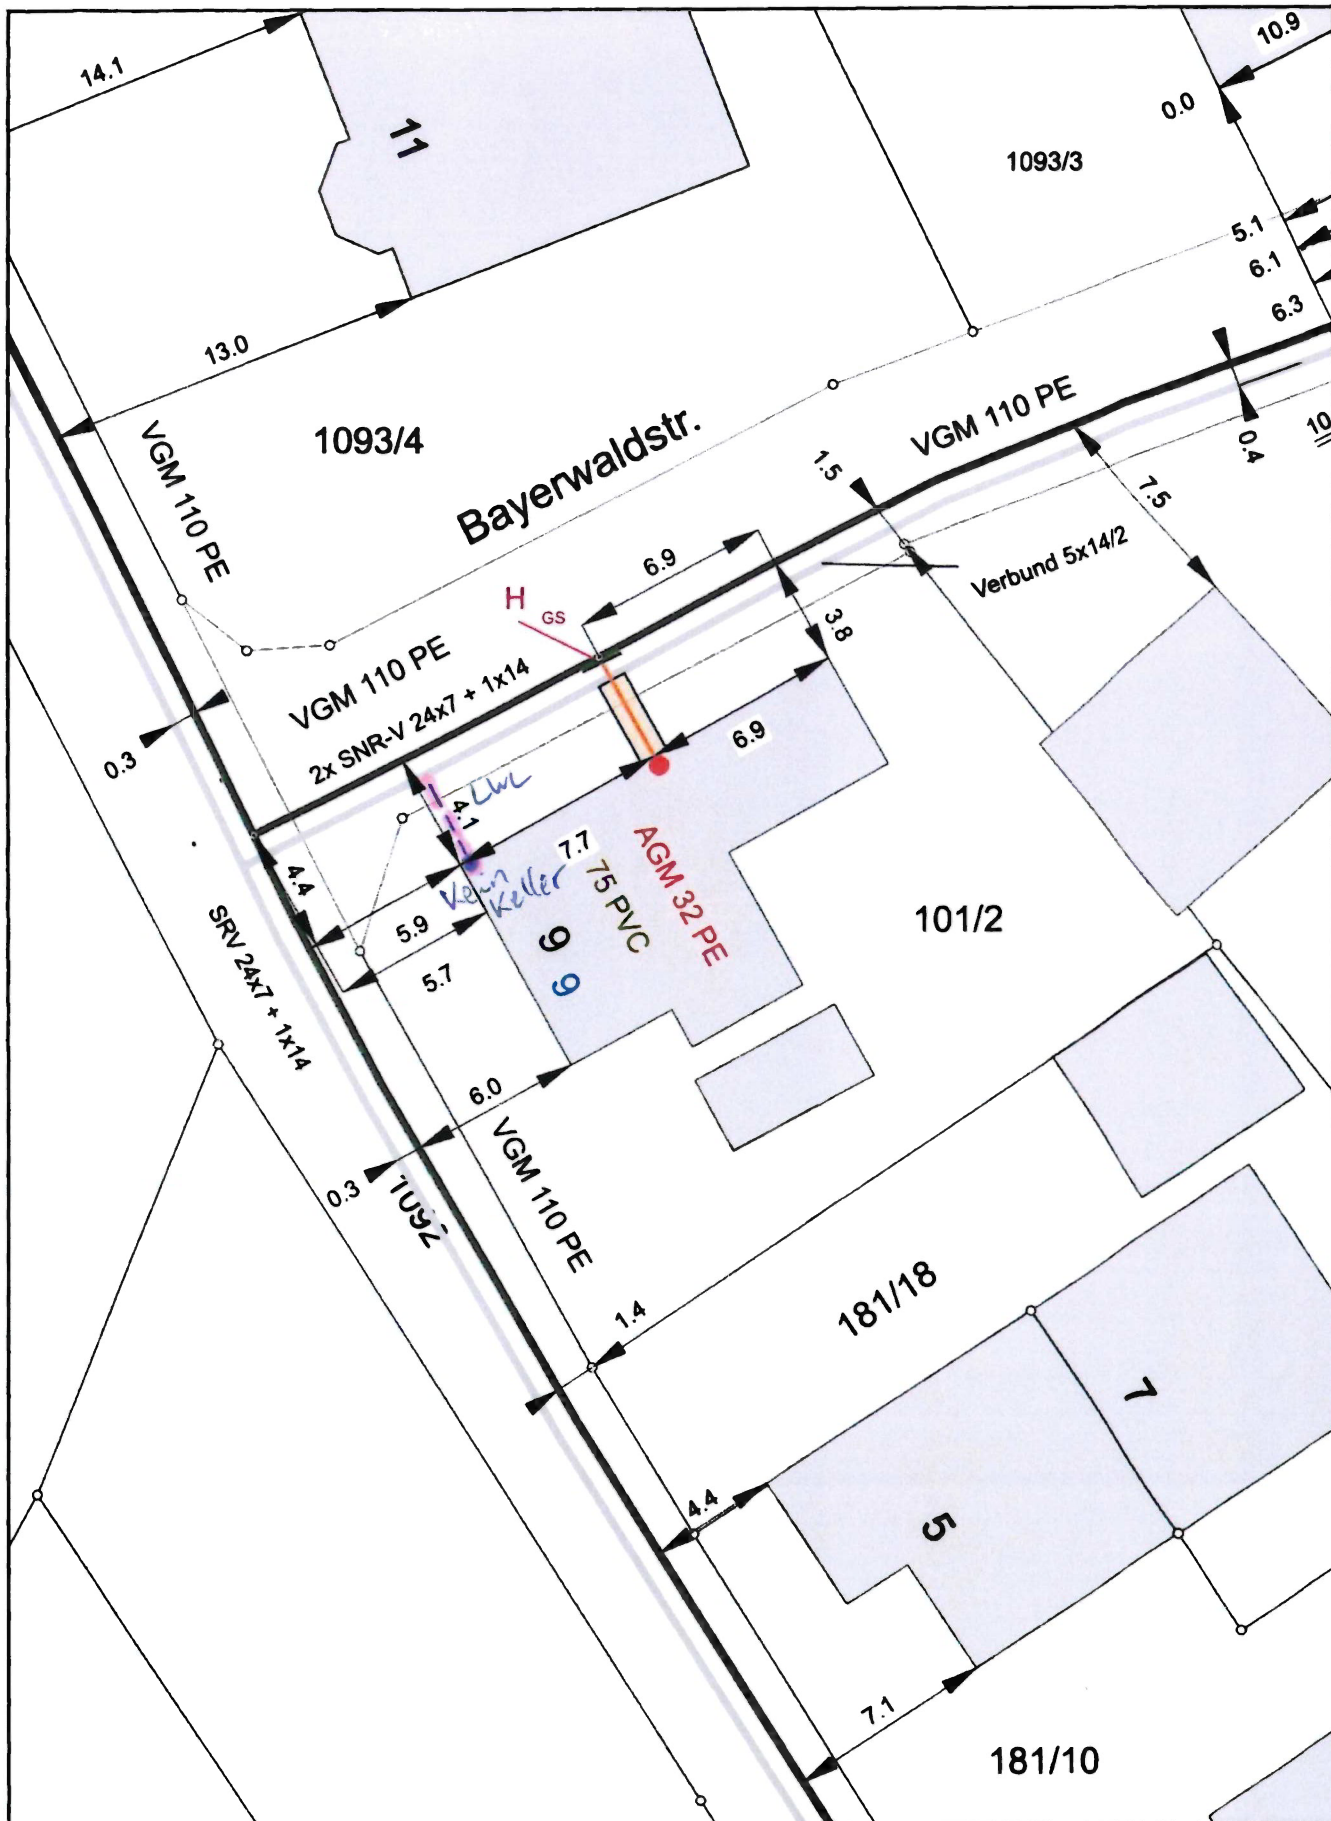 14.1
11
10.9
0.0
1093/3
5.1
6.1
6.3
13.0
VGM 110 PE
1093/4
Bayerwaldstr.
VGM 110 PE
1.5
7.5
0.4
10
6.9
Verbund 5x14/2
H
GS
3.8
VGM 110 PE
2x SNR-V 24x7 + 1x14
6.9
0.3
LWL
4.1
7.7
Kein
Keller
75 PVC
AGM 32 PE
4.4
5.9
5.7
9
9
101/2
SRV 24x7 + 1x14
6.0
VGM 110 PE
0.3
1092
1.4
181/18
7
4.4
5
7.1
181/10